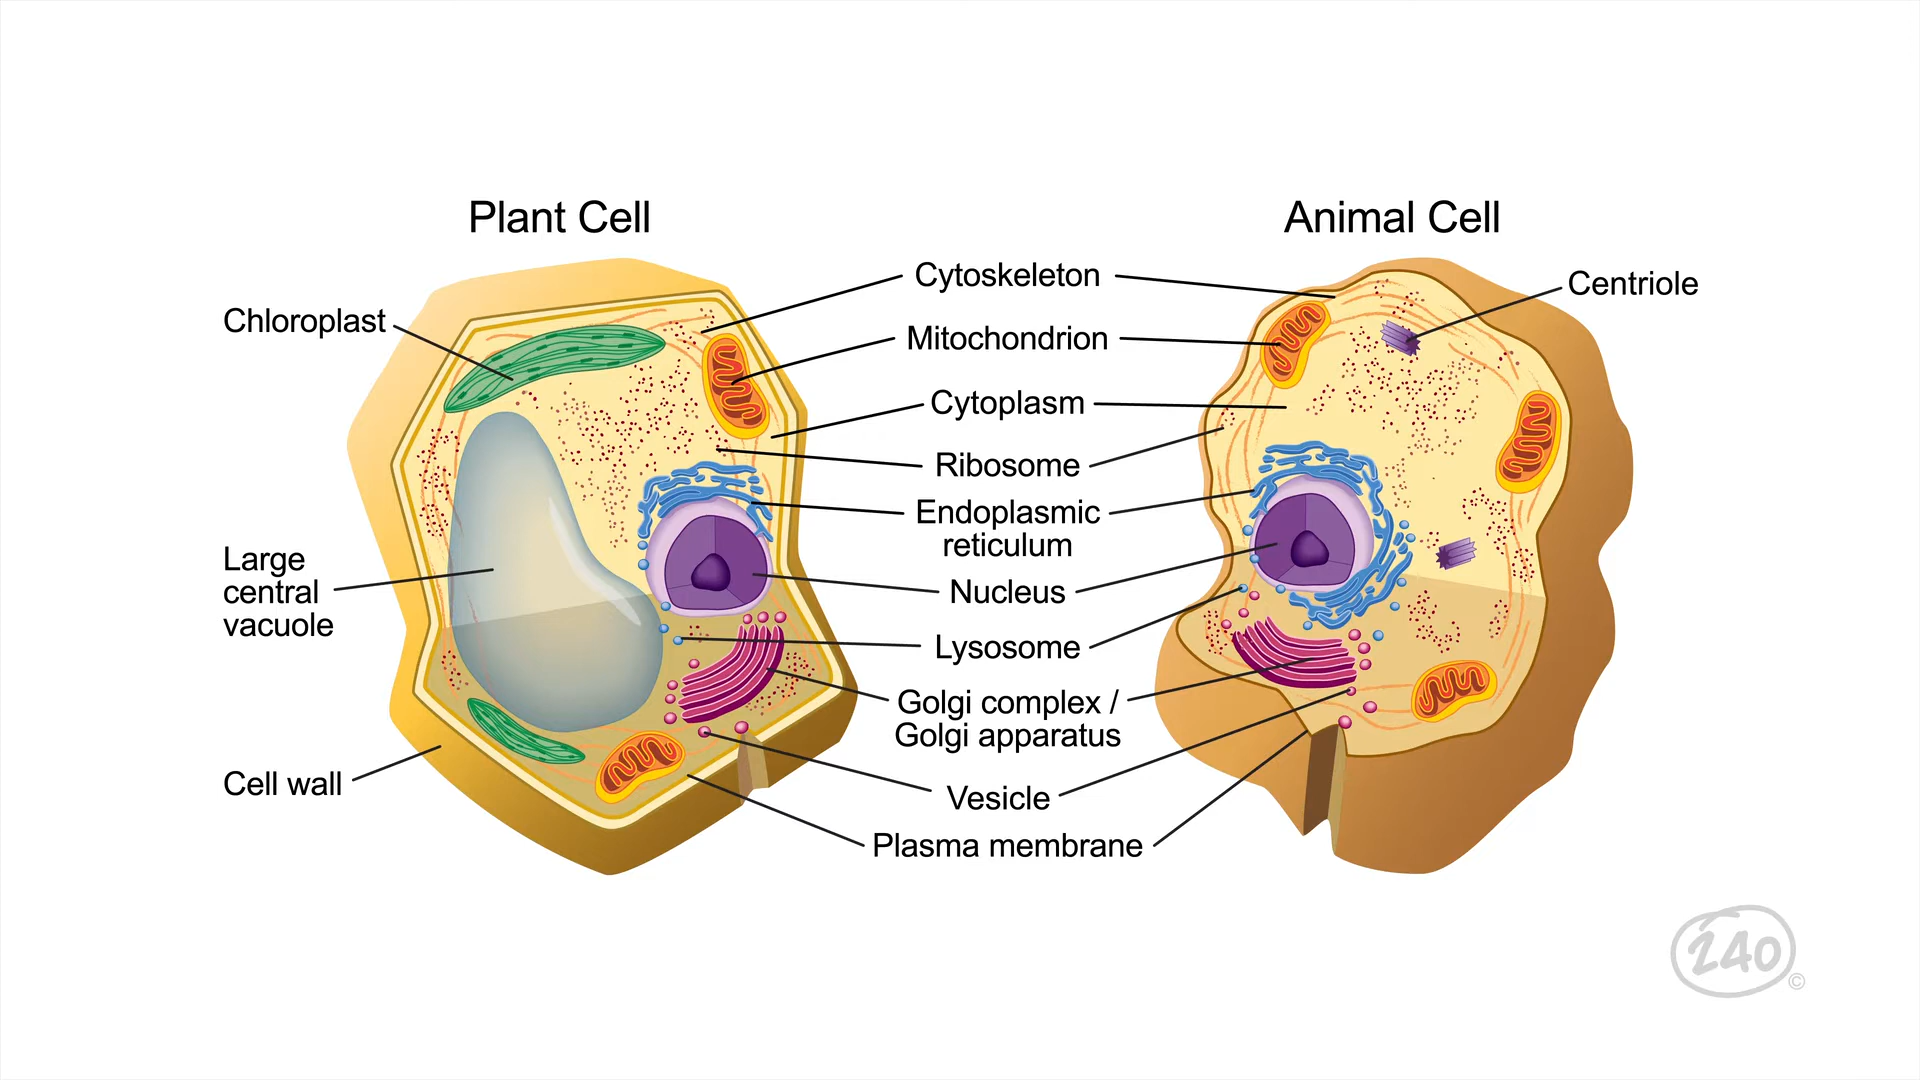 Plant Cell
Animal Cell
Chloroplast
Large
central
vacuole
Cell wall
Cytoskeleton
Mitochondrion
Cytoplasm
Ribosome
Endoplasmic
reticulum
Nucleus
Lysosome
Golgi complex /
Golgi apparatus
Vesicle
Plasma membrane
Centriole
240
©